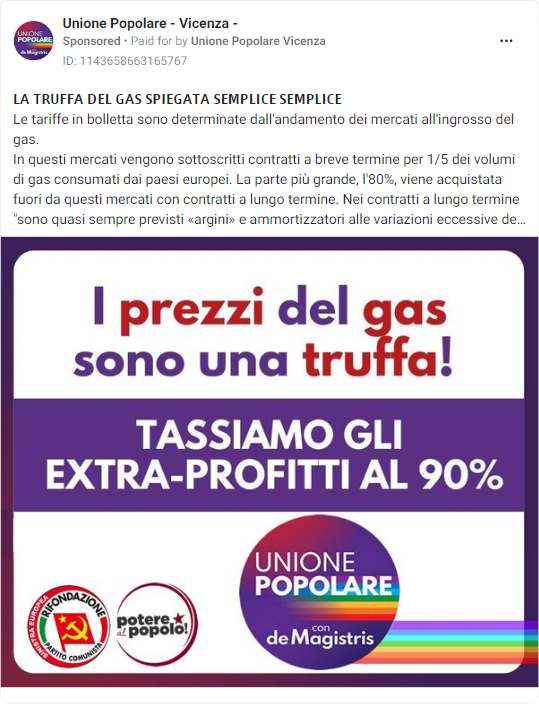 Unione Popolare - Vicenza -
Sponsored • Paid for by Unione Popolare Vicenza
ID: 1143658663165767
LA TRUFFA DEL GAS SPIEGATA SEMPLICE SEMPLICE
Le tariffe in bolletta sono determinate dall'andamento dei mercati all'ingrosso del
gas.
In questi mercati vengono sottoscritti contratti a breve termine per 1/5 dei volumi
di gas consumati dai paesi europei. La parte più grande, l'80%, viene acquistata
fuori da questi mercati con contratti a lungo termine. Nei contratti a lungo termine
"sono quasi sempre previsti «argini» e ammortizzatori alle variazioni eccessive de...
I prezzi del gas
sono una truffa!
TASSIAMO GLI
EXTRA-PROFITTI AL 90%
UNIONE
POPOLARE
con
de Magistris
RIFONDAZIONE
SINISTRA EUROPEA
PARTITO COMUNISTA
potere
al popolo!
UNIONE
POPOLARE
con
de Magistris